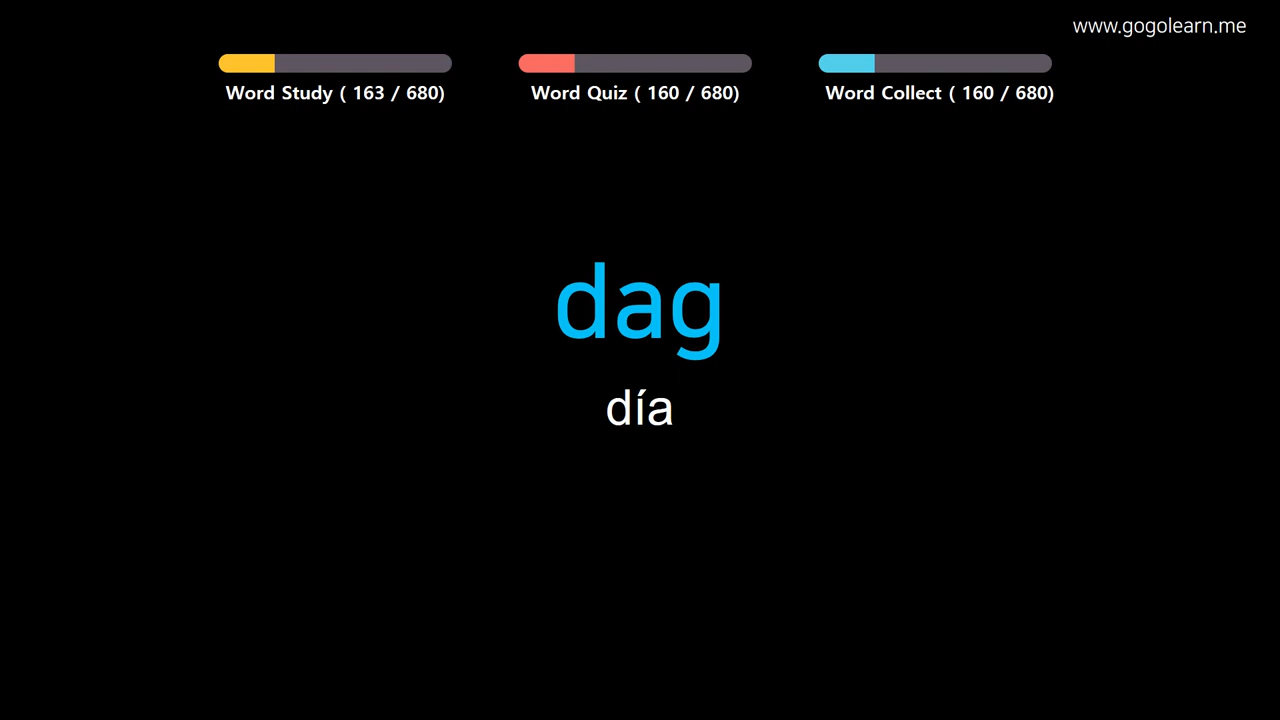 www.gogolearn.me
Word Study ( 163 / 680)
Word Quiz ( 160 / 680)
Word Collect ( 160 / 680)
dag
día